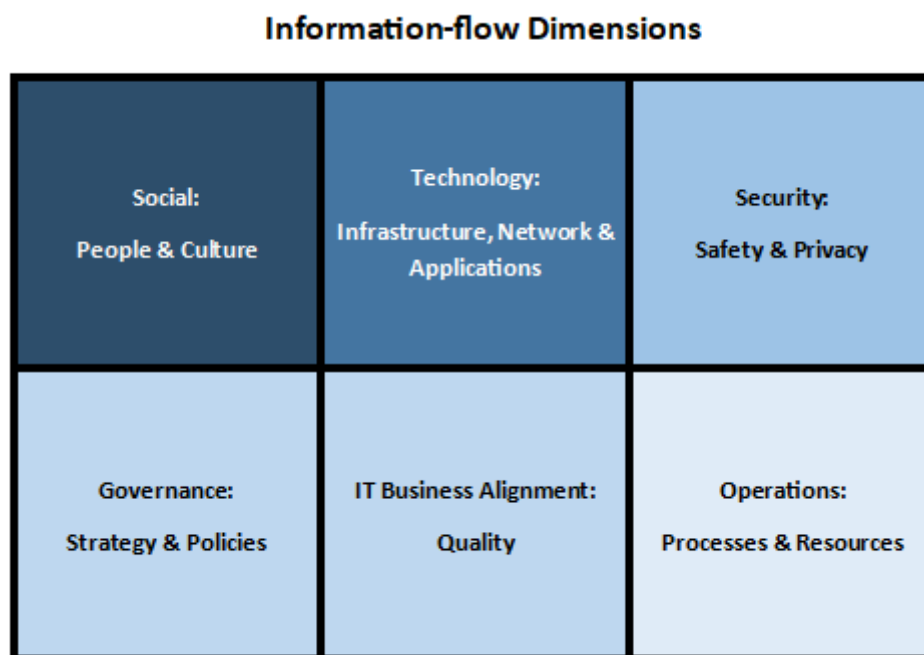 Information-flow Dimensions
Social:
People & Culture
Technology:
Infrastructure, Network &
Applications
Security:
Safety & Privacy
Governance:
Strategy & Policies
IT Business Alignment:
Quality
Operations:
Processes & Resources